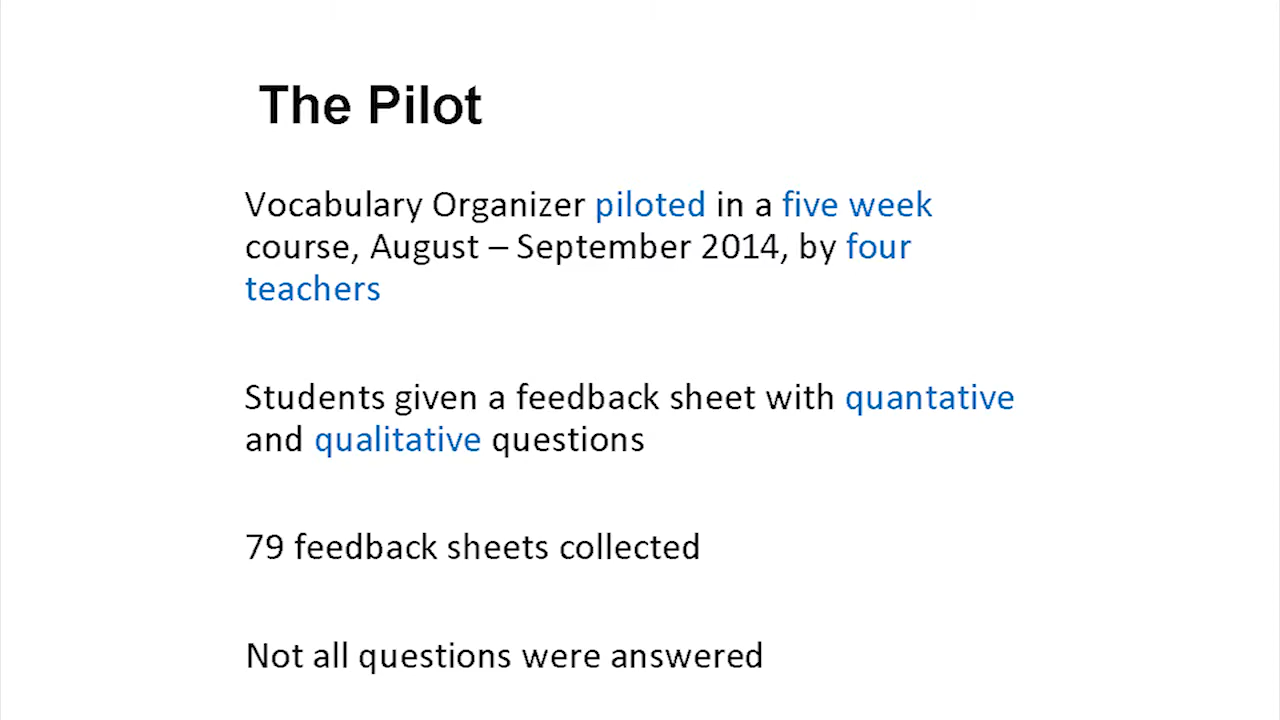 The Pilot
Vocabulary Organizer piloted in a five week
course, August – September 2014, by four
teachers
Students given a feedback sheet with quantative
and qualitative questions
79 feedback sheets collected
Not all questions were answered